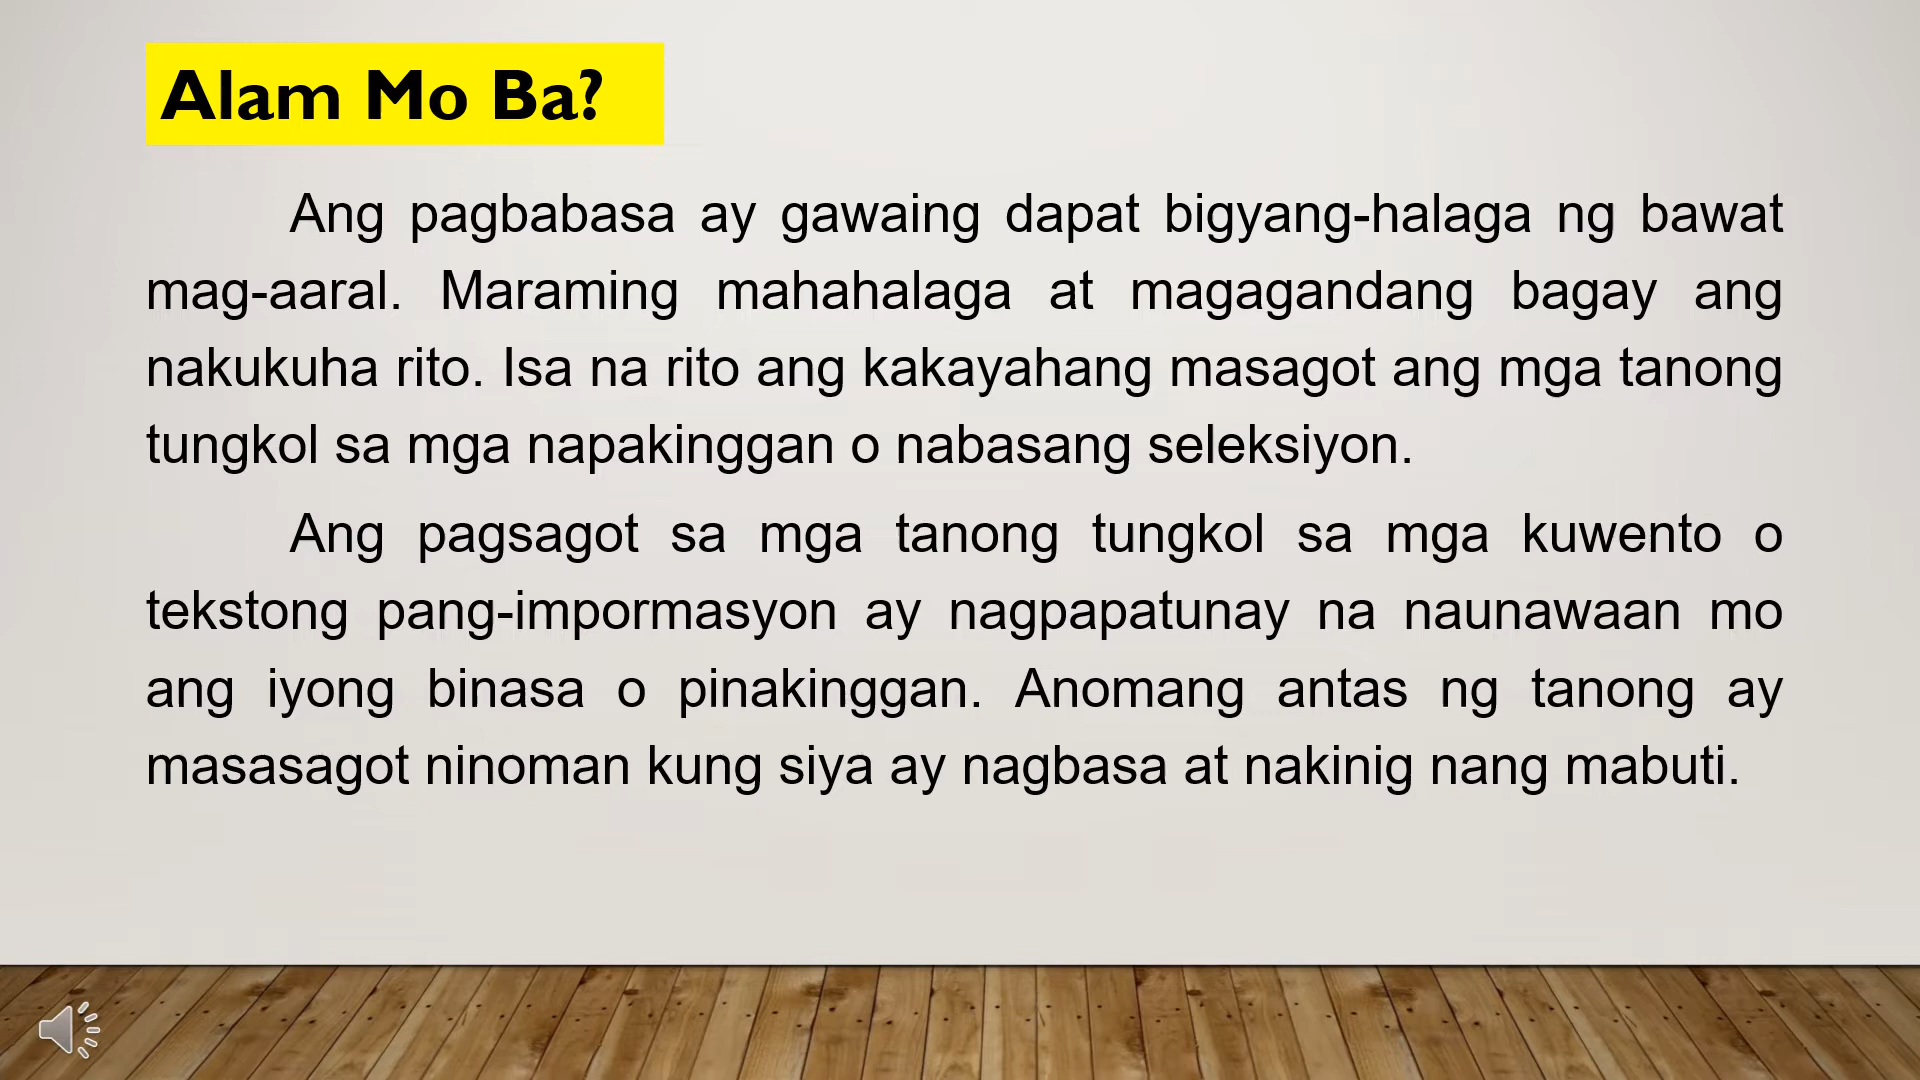 Alam Mo Ba?
Ang pagbabasa ay gawaing dapat bigyang-halaga ng bawat
mag-aaral. Maraming mahahalaga at magagandang bagay ang
nakukuha rito. Isa na rito ang kakayahang masagot ang mga tanong
tungkol sa mga napakinggan o nabasang seleksiyon.
Ang pagsagot sa mga tanong tungkol sa mga kuwento o
tekstong pang-impormasyon ay nagpapatunay na naunawaan mo
ang iyong binasa o pinakinggan. Anomang antas ng tanong ay
masasagot ninoman kung siya ay nagbasa at nakinig nang mabuti.